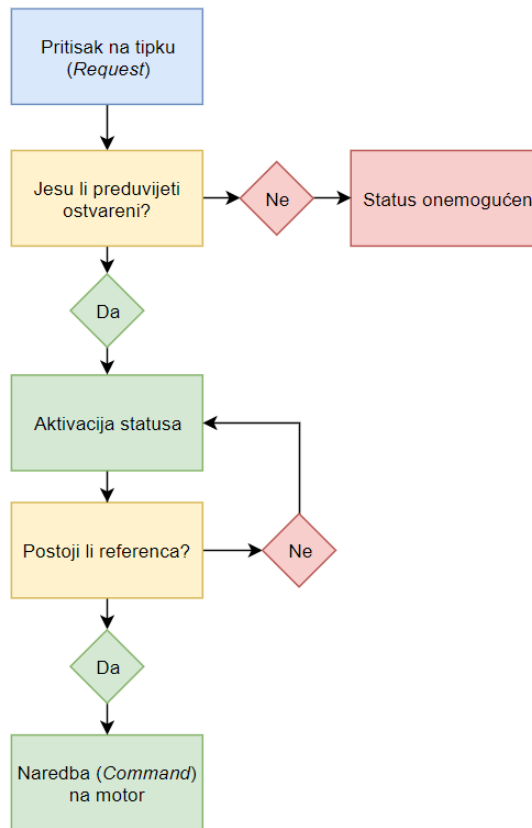 Pritisak na tipku
(Request)
Jesu li preduvijeti
ostvareni?
Ne
Status onemogućen
Da
Aktivacija statusa
Postoji li referenca?
Ne
Da
Naredba (Command)
na motor